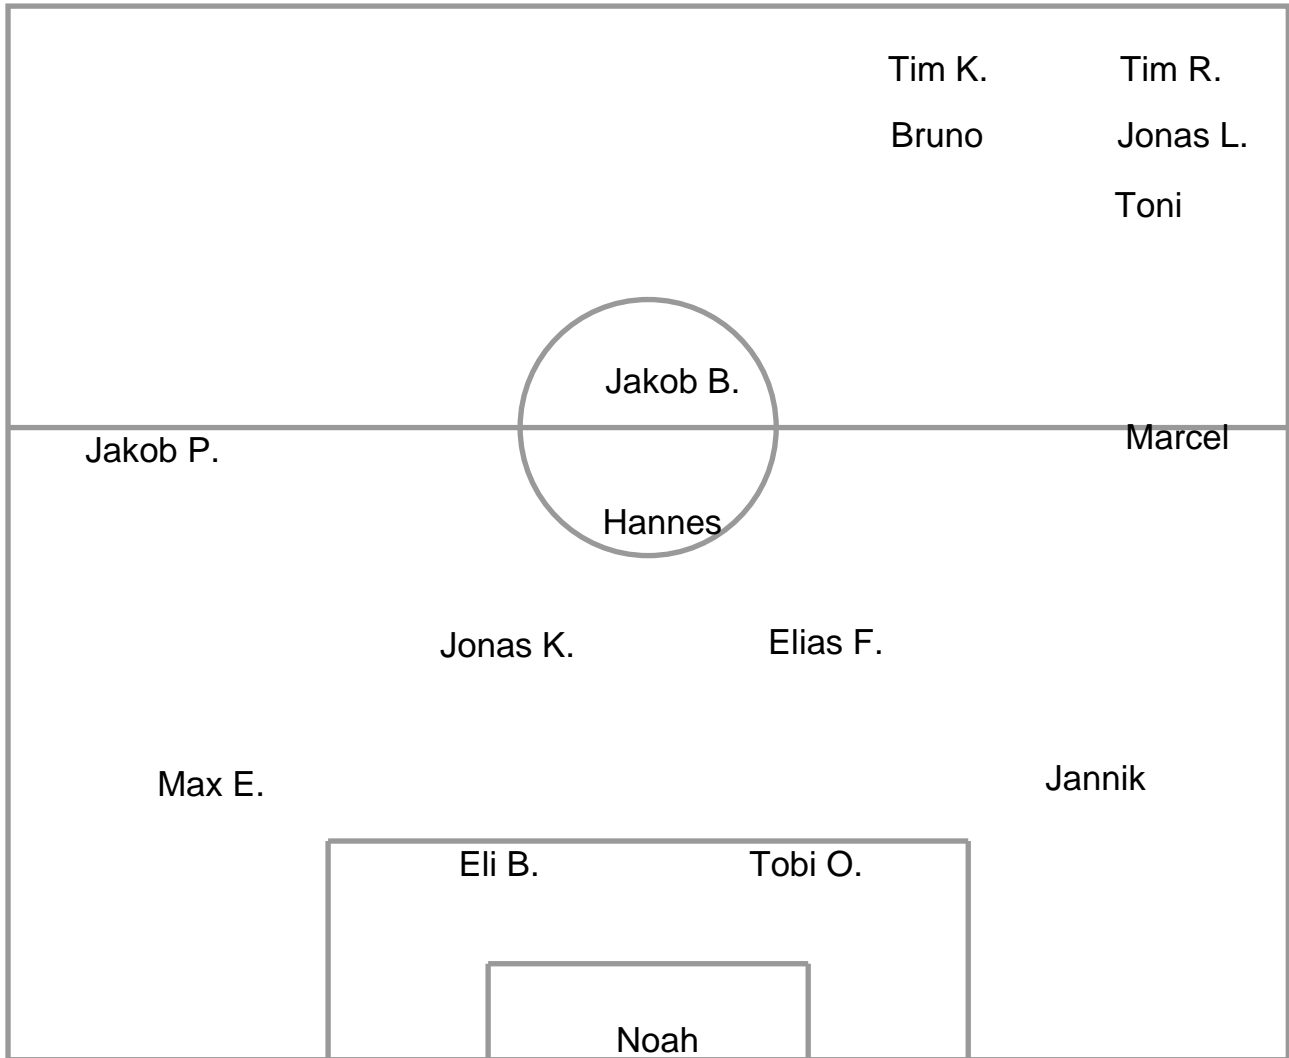 Tim K. Tim R.
Bruno Jonas L.
Toni
Jakob B.
Jakob P. Marcel
Hannes
Jonas K. Elias F.
Max E. Jannik
Eli B. Tobi O.
Noah